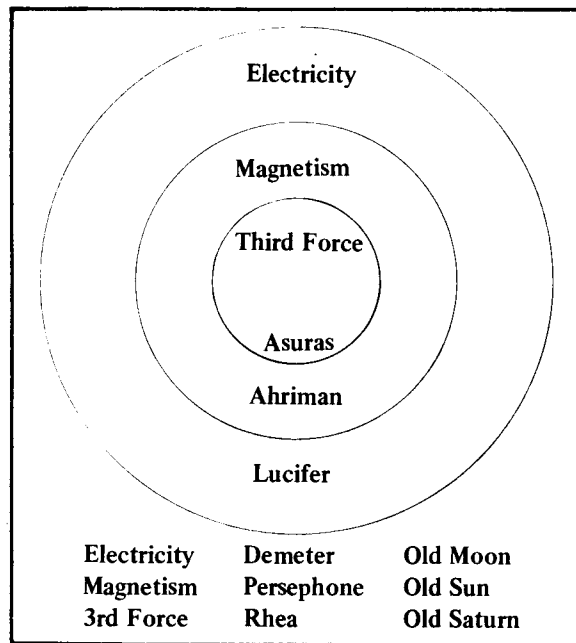 Electricity
Magnetism
Third Force
Asuras
Ahriman
Lucifer
Electricity Demeter Old Moon
Magnetism Persephone Old Sun
3rd Force Rhea Old Saturn